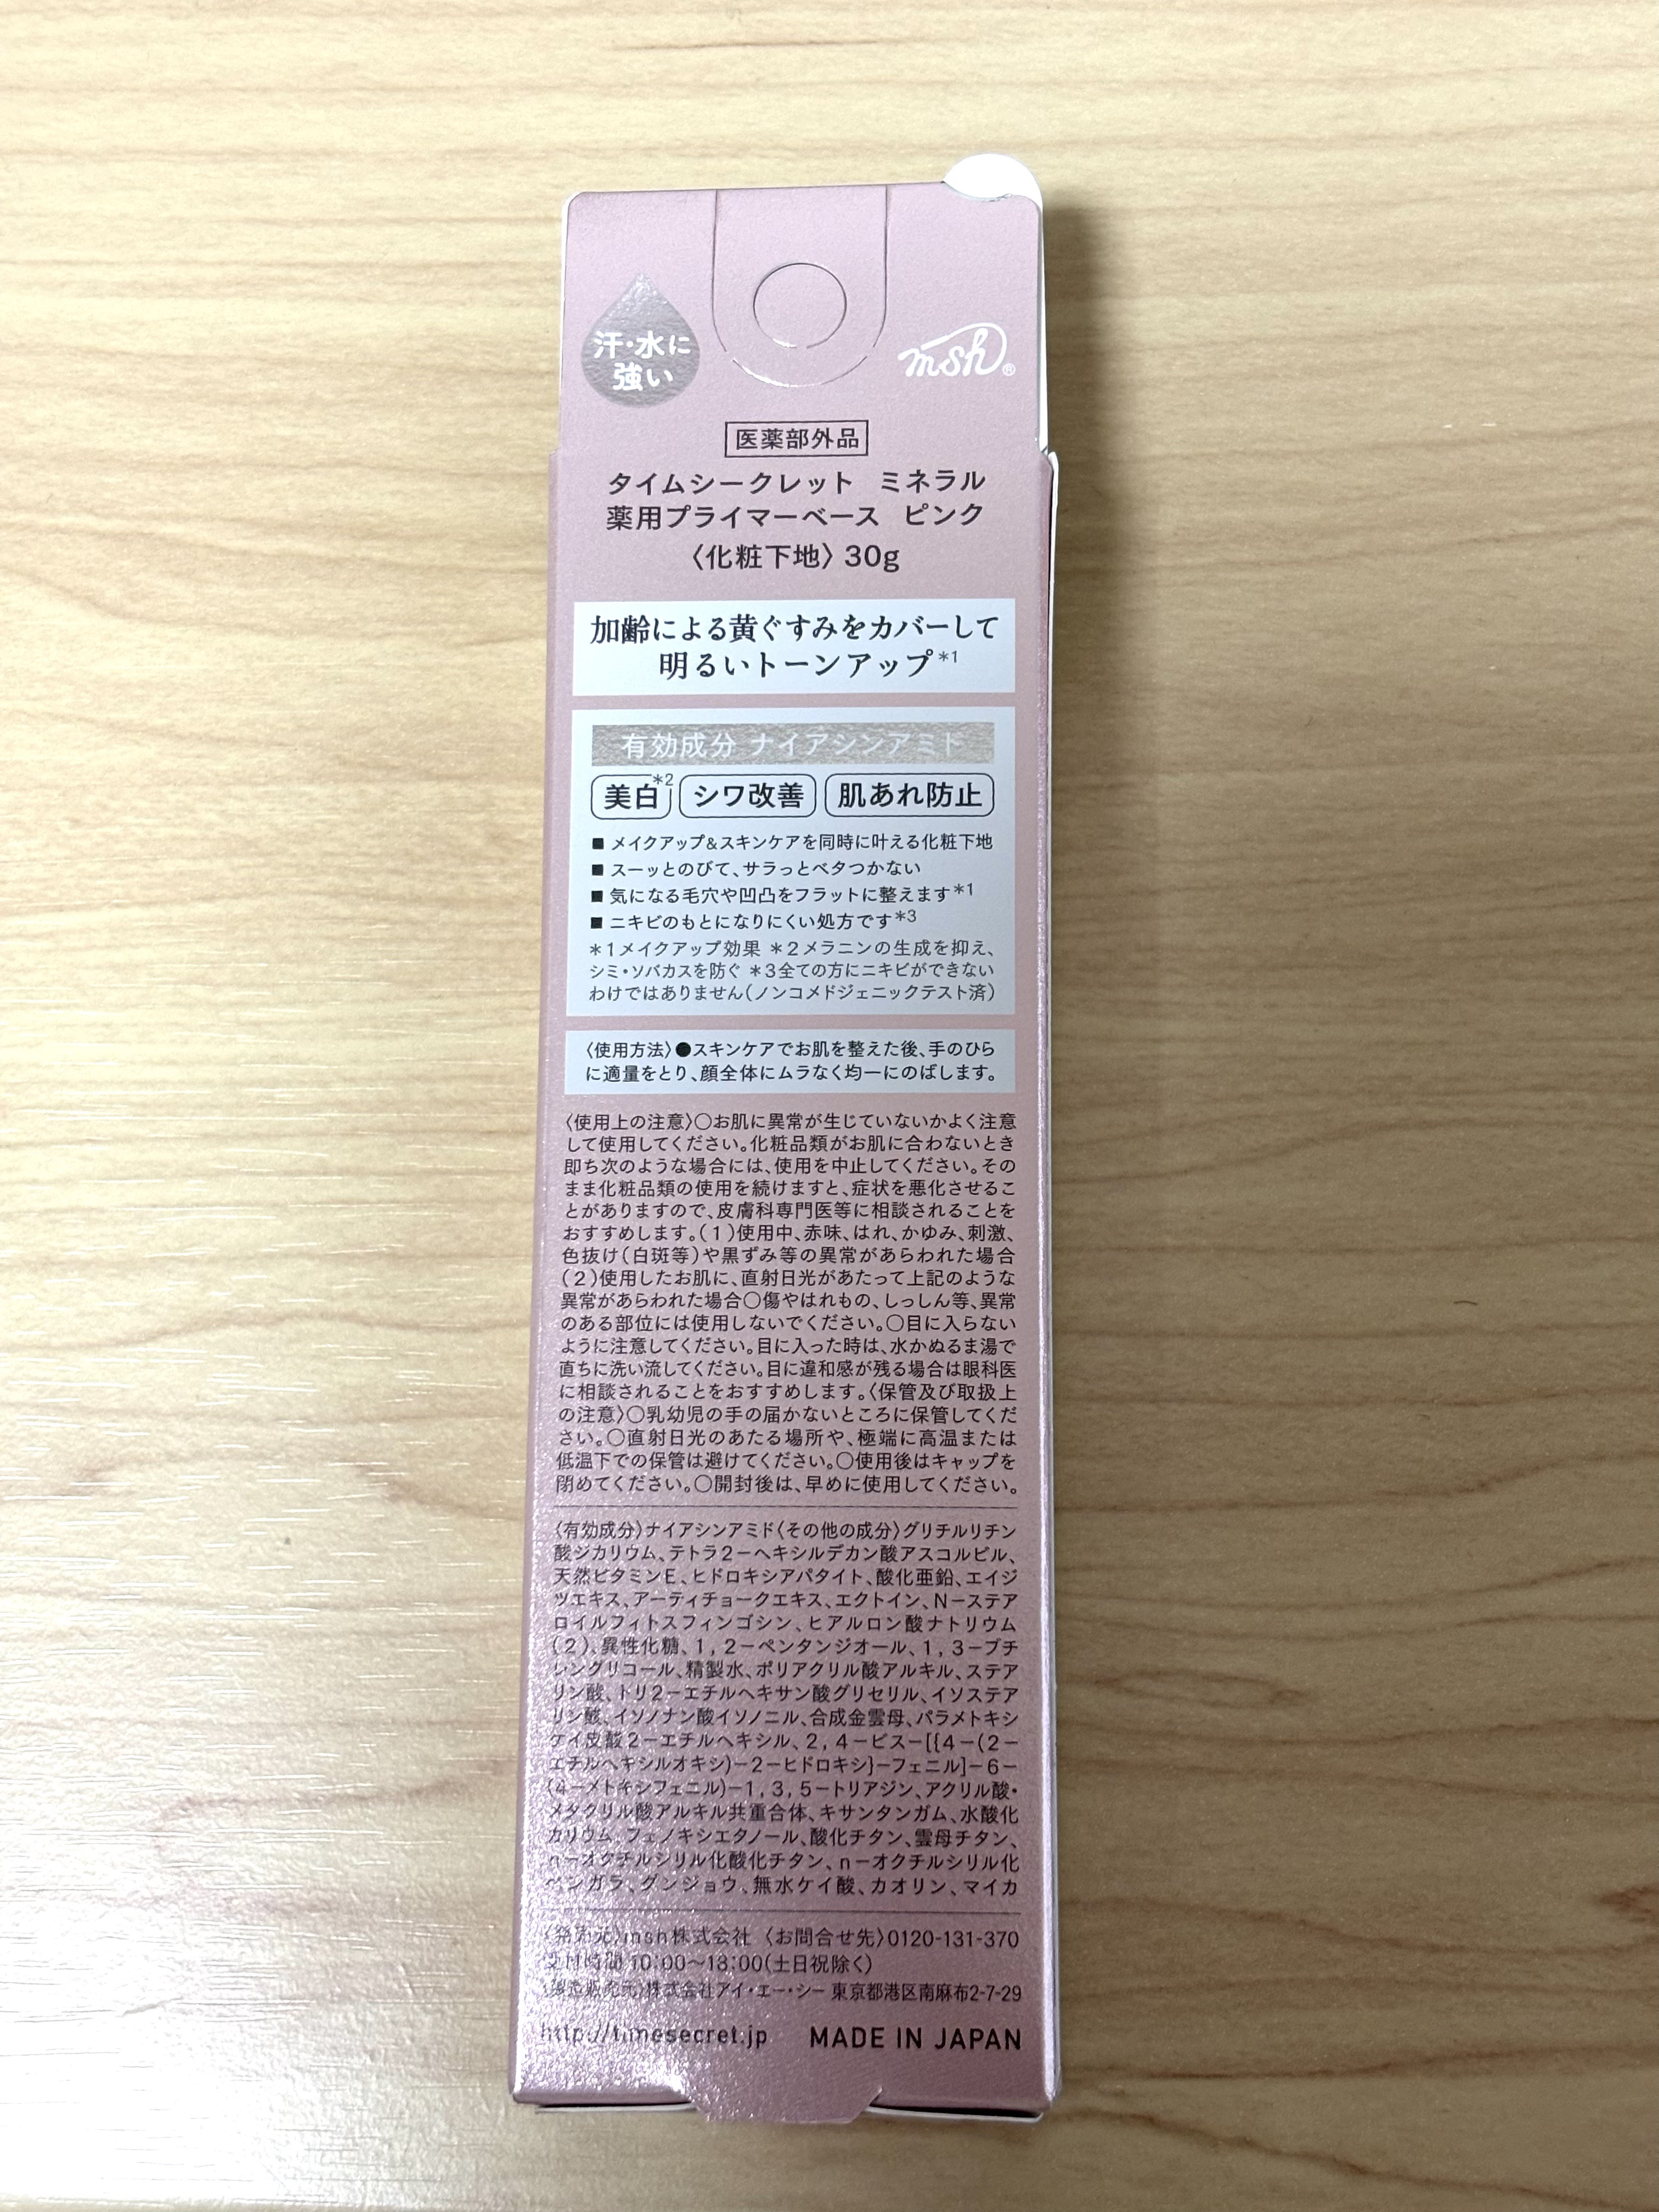 汗・水に
強い
msh®
医薬部外品
タイムシークレット ミネラル
薬用プライマーベース ピンク
〈化粧下地〉30g
加齢による黄ぐすみをカバーして
明るいトーンアップ*1
有効成分 ナイアシンアミド
美白*2 シワ改善 肌あれ防止
■ メイクアップ&スキンケアを同時に叶える化粧下地
■ スーッとのびて、サラっとベタつかない
■ 気になる毛穴や凹凸をフラットに整えます*1
■ ニキビのもとになりにくい処方です*3
*1メイクアップ効果 *2メラニンの生成を抑え、
シミ・ソバカスを防ぐ *3全ての方にニキビができない
わけではありません(ノンコメドジェニックテスト済)
〈使用方法〉●スキンケアでお肌を整えた後、手のひら
に適量をとり、顔全体にムラなく均一にのばします。
〈使用上の注意〉○お肌に異常が生じていないかよく注意
して使用してください。化粧品類がお肌に合わないとき
即ち次のような場合には、使用を中止してください。その
まま化粧品類の使用を続けますと、症状を悪化させるこ
とがありますので、皮膚科専門医等に相談されることを
おすすめします。(1)使用中、赤味、はれ、かゆみ、刺激、
色抜け(白斑等)や黒ずみ等の異常があらわれた場合
(2)使用したお肌に、直射日光があたって上記のような
異常があらわれた場合○傷やはれもの、しっしん等、異常
のある部位には使用しないでください。○目に入らない
ように注意してください。目に入った時は、水かぬるま湯で
直ちに洗い流してください。目に違和感が残る場合は眼科医
に相談されることをおすすめします。〈保管及び取扱上
の注意〉○乳幼児の手の届かないところに保管してくだ
さい。○直射日光のあたる場所や、極端に高温または
低温下での保管は避けてください。○使用後はキャップを
閉めてください。○開封後は、早めに使用してください。
〈有効成分〉ナイアシンアミド〈その他の成分〉グリチルリチン
酸ジカリウム、テトラ2-ヘキシルデカン酸アスコルビル、
天然ビタミンE、ヒドロキシアパタイト、酸化亜鉛、エイジ
ツエキス、アーティチョークエキス、エクトイン、N-ステア
ロイルフィトスフィンゴシン、ヒアルロン酸ナトリウム
(2)、異性化糖、1,2-ペンタンジオール、1,3-ブチ
レングリコール、精製水、ポリアクリル酸アルキル、ステア
リン酸、トリ2-エチルヘキサン酸グリセリル、イソステア
リン酸、イソノナン酸イソノニル、合成金雲母、パラメトキシ
ケイ皮酸2-エチルヘキシル、2,4-ビス-[{4-(2-
エチルヘキシルオキシ)-2-ヒドロキシ}-フェニル]-6-
(4-メトキシフェニル)-1,3,5-トリアジン、アクリル酸・
メタクリル酸アルキル共重合体、キサンタンガム、水酸化
カリウム、フェノキシエタノール、酸化チタン、雲母チタン、
n-オクチルシリル化酸化チタン、n-オクチルシリル化
ベンガラ、グンジョウ、無水ケイ酸、カオリン、マイカ
〈発売元〉msh株式会社 〈お問合せ先〉0120-131-370
受付時間 10:00〜18:00(土日祝除く)
〈製造販売元〉株式会社アイ・エー・シー 東京都港区南麻布2-7-29
http://timesecret.jp MADE IN JAPAN